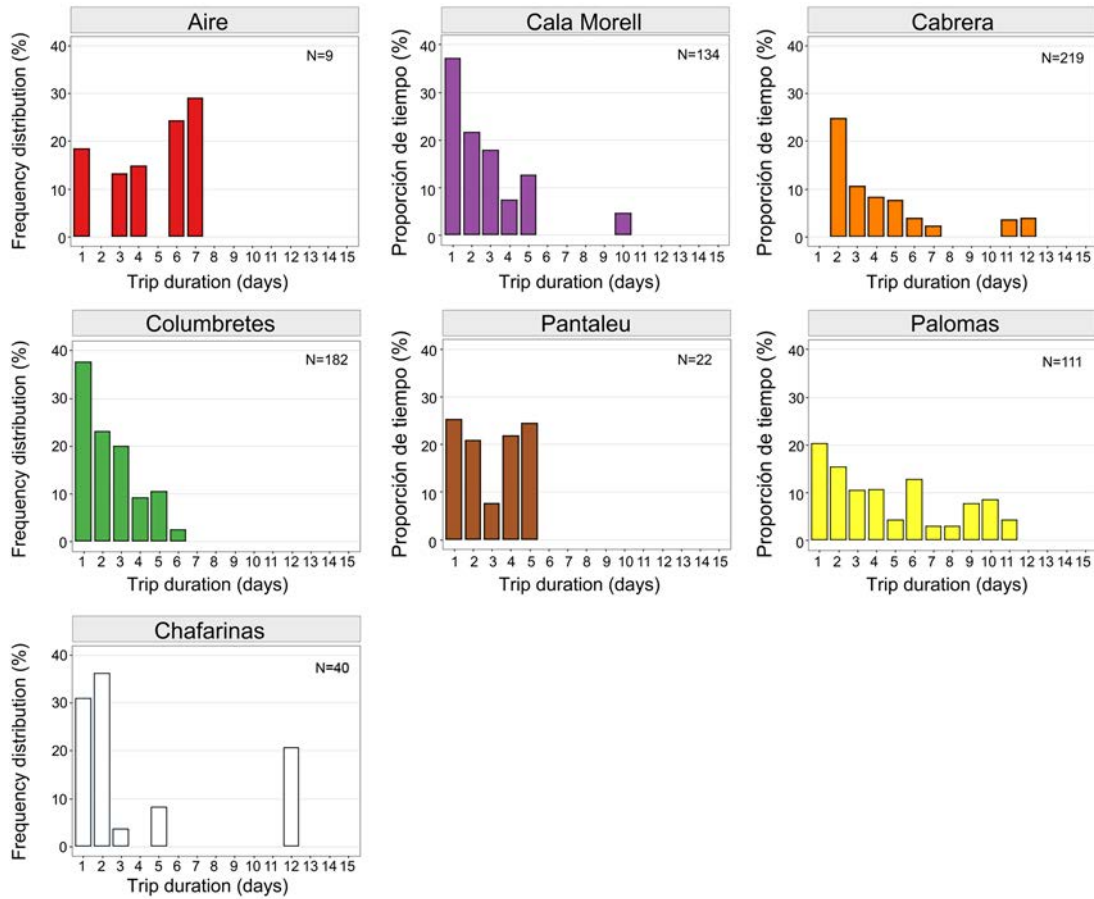 Aire
Frequency distribution (%)
40
30
20
10
0
N=9
1 2 3 4 5 6 7 8 9 10 11 12 13 14 15
Trip duration (days)
Cala Morell
Proporción de tiempo (%)
40
30
20
10
0
N=134
1 2 3 4 5 6 7 8 9 10 11 12 13 14 15
Trip duration (days)
Cabrera
Proporción de tiempo (%)
40
30
20
10
0
N=219
1 2 3 4 5 6 7 8 9 10 11 12 13 14 15
Trip duration (days)
Columbretes
Frequency distribution (%)
40
30
20
10
0
N=182
1 2 3 4 5 6 7 8 9 10 11 12 13 14 15
Trip duration (days)
Pantaleu
Proporción de tiempo (%)
40
30
20
10
0
N=22
1 2 3 4 5 6 7 8 9 10 11 12 13 14 15
Trip duration (days)
Palomas
Proporción de tiempo (%)
40
30
20
10
0
N=111
1 2 3 4 5 6 7 8 9 10 11 12 13 14 15
Trip duration (days)
Chafarinas
Frequency distribution (%)
40
30
20
10
0
N=40
1 2 3 4 5 6 7 8 9 10 11 12 13 14 15
Trip duration (days)